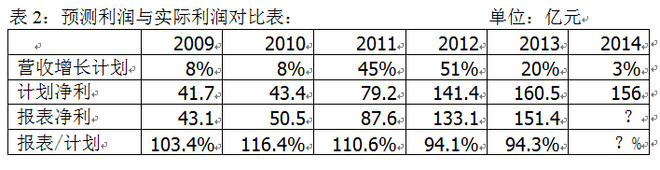 表 2：预测利润与实际利润对比表： 单位：亿元
2009 2010 2011 2012 2013 2014
营收增长计划 8% 8% 45% 51% 20% 3%
计划净利 41.7 43.4 79.2 141.4 160.5 156
报表净利 43.1 50.5 87.6 133.1 151.4 ？
报表/计划 103.4% 116.4% 110.6% 94.1% 94.3% ？%